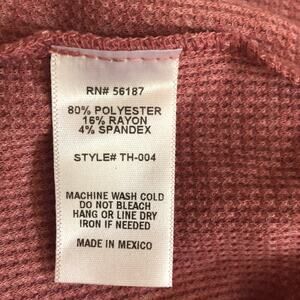 RN# 56187
80% POLYESTER
16% RAYON
4% SPANDEX
STYLE# TH-004
MACHINE WASH COLD
DO NOT BLEACH
HANG OR LINE DRY
IRON IF NEEDED
MADE IN MEXICO